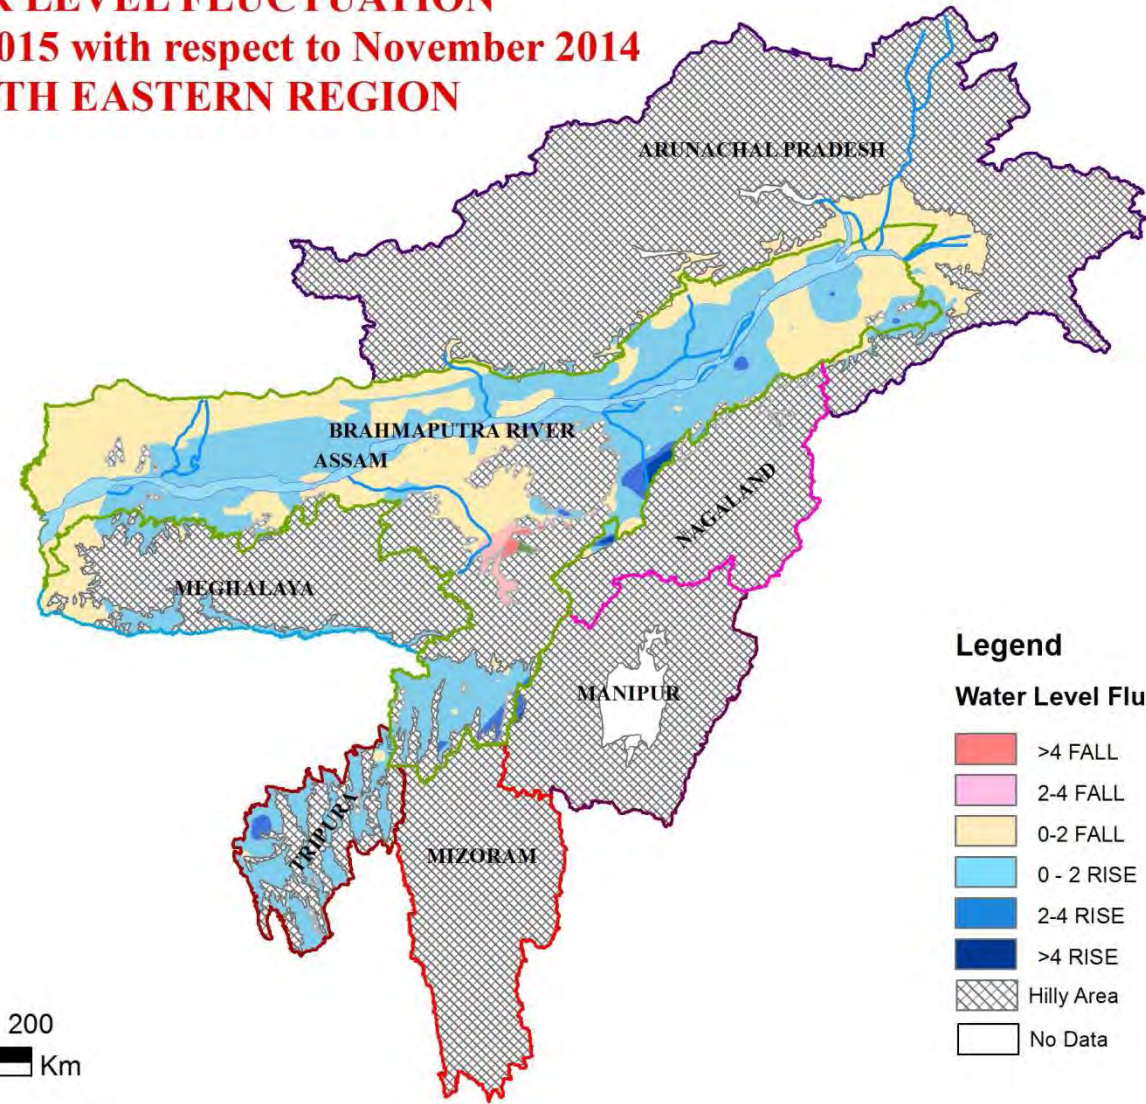 LEVEL FLUCTUATION
015 with respect to November 2014
TH EASTERN REGION
ARUNACHAL PRADESH
BRAHMAPUTRA RIVER
ASSAM
NAGALAND
MEGHALAYA
MANIPUR
TRIPURA
MIZORAM
Legend
Water Level Flu
>4 FALL
2-4 FALL
0-2 FALL
0 - 2 RISE
2-4 RISE
>4 RISE
Hilly Area
No Data
200
Km